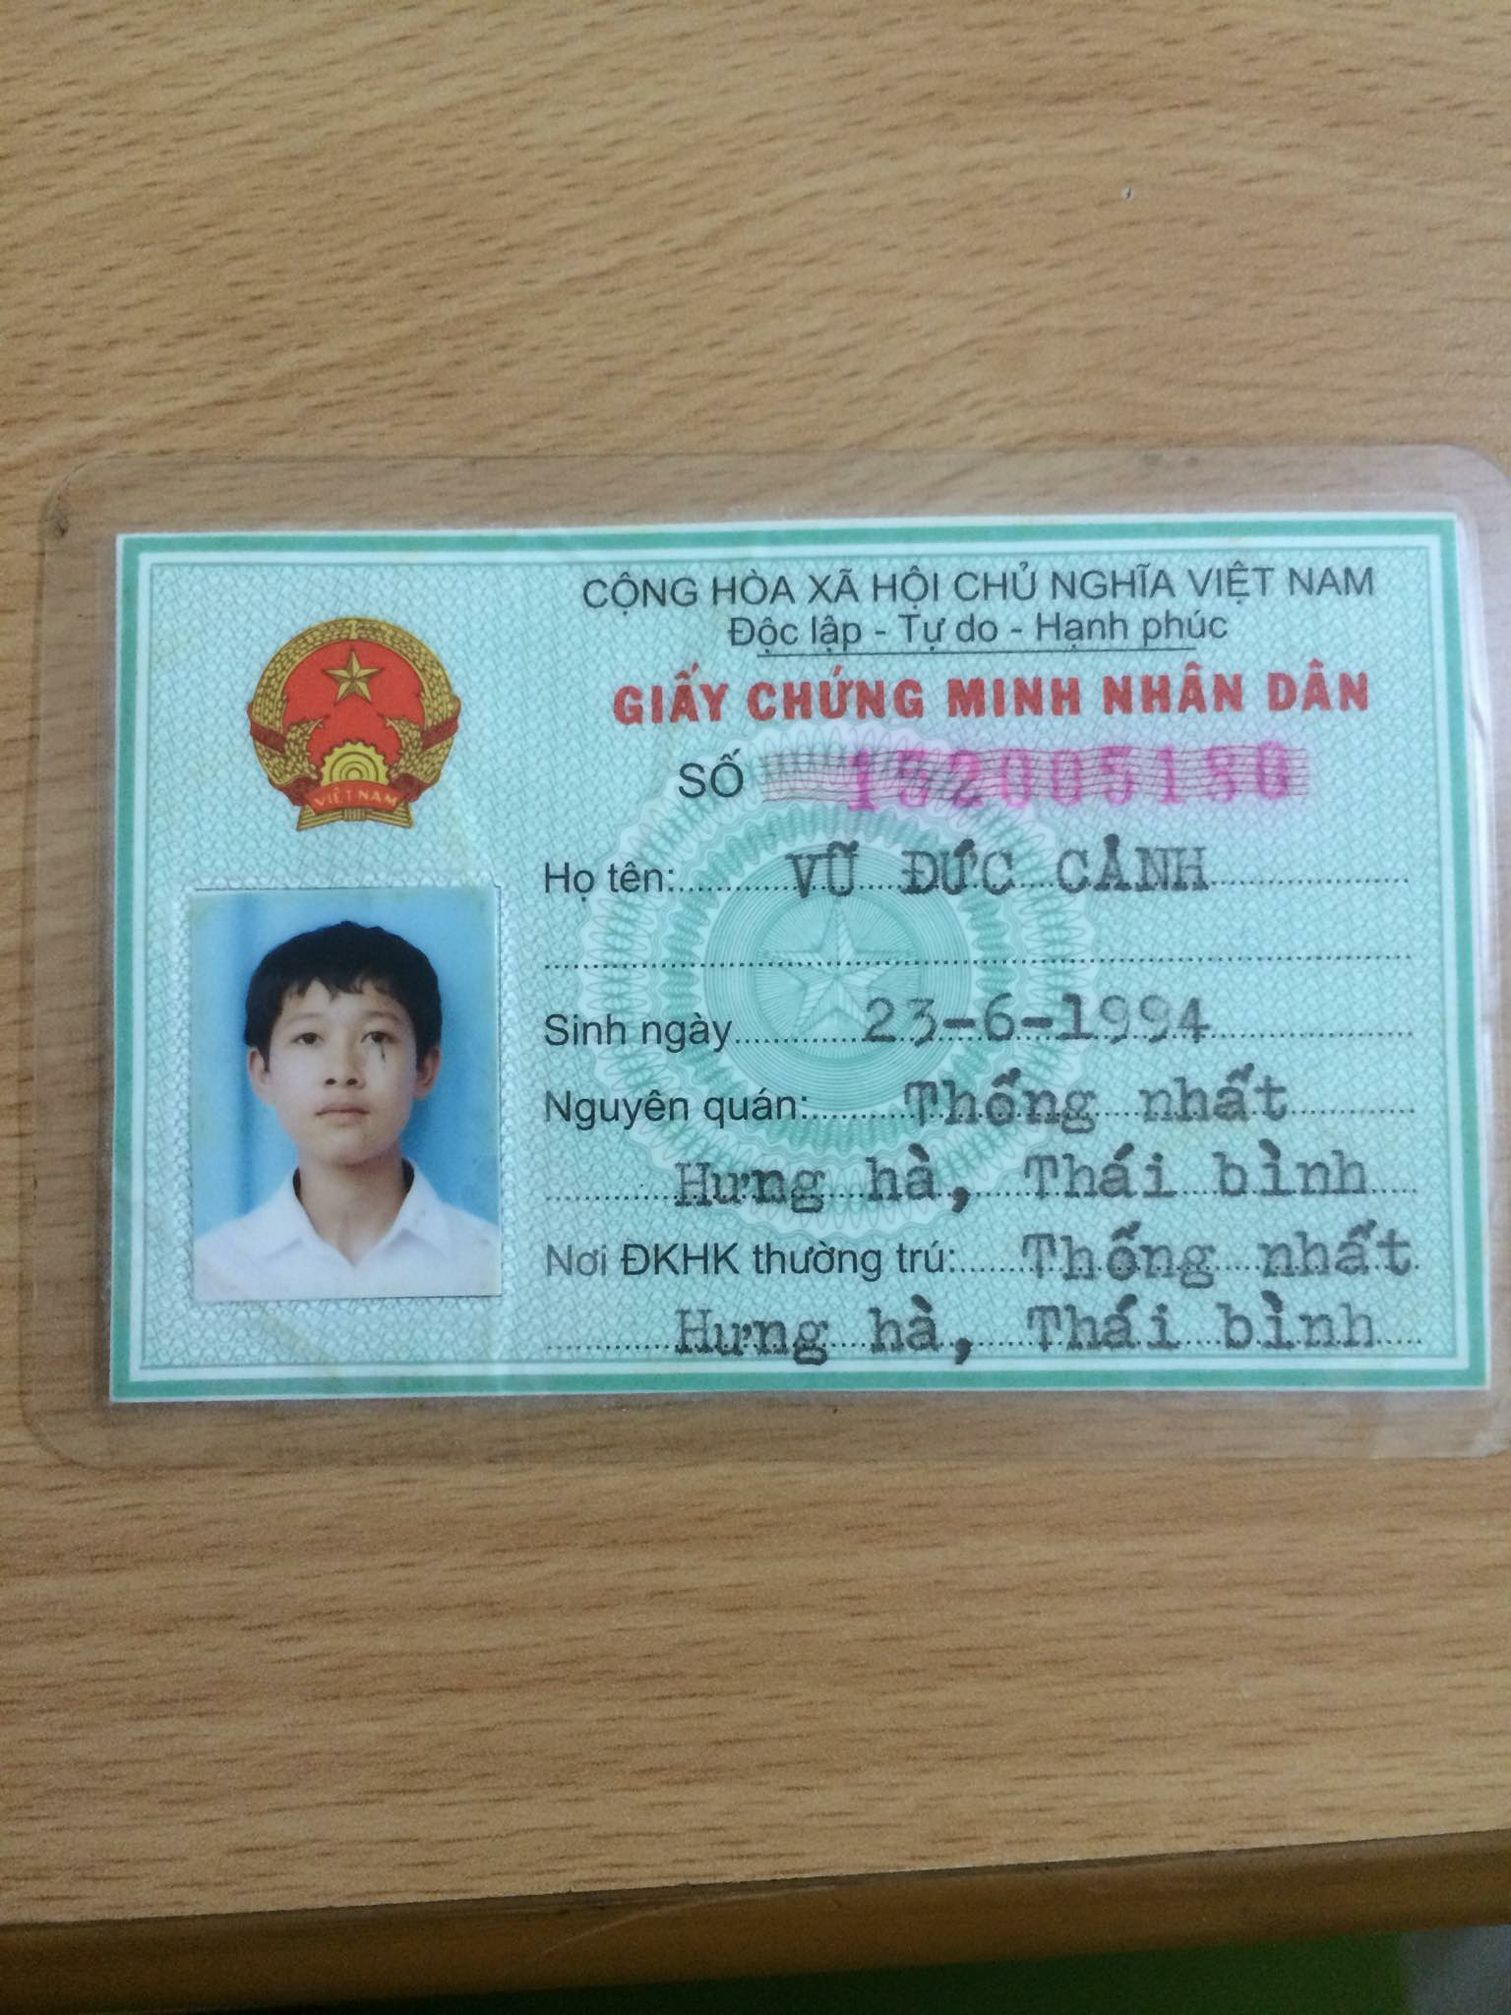 CỘNG HÒA XÃ HỘI CHỦ NGHĨA VIỆT NAM
Độc lập - Tự do - Hạnh phúc
GIẤY CHỨNG MINH NHÂN DÂN
SỐ 152005180
VIỆT NAM
Họ tên: VŨ ĐỨC CẢNH
Sinh ngày 23-6-1994
Nguyên quán: Thống nhất
Hưng hà, Thái bình
Nơi ĐKHK thường trú: Thống nhất
Hưng hà, Thái bình